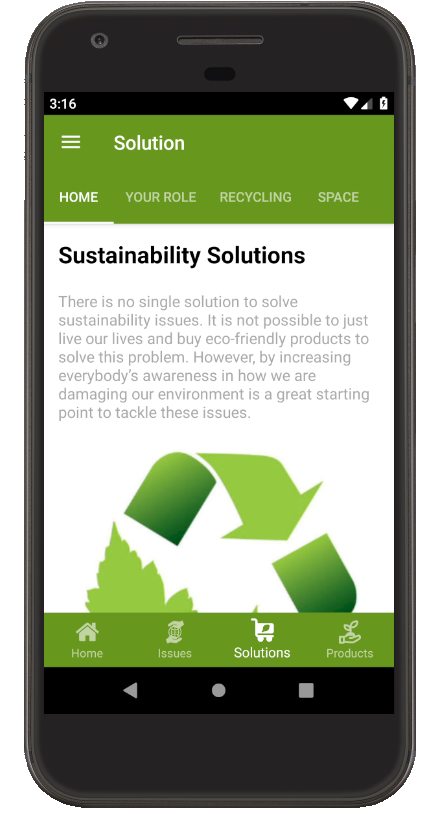 3:16
Solution
HOME YOUR ROLE RECYCLING SPACE
Sustainability Solutions
There is no single solution to solve
sustainability issues. It is not possible to just
live our lives and buy eco-friendly products to
solve this problem. However, by increasing
everybody’s awareness in how we are
damaging our environment is a great starting
point to tackle these issues.
Home Issues Solutions Products